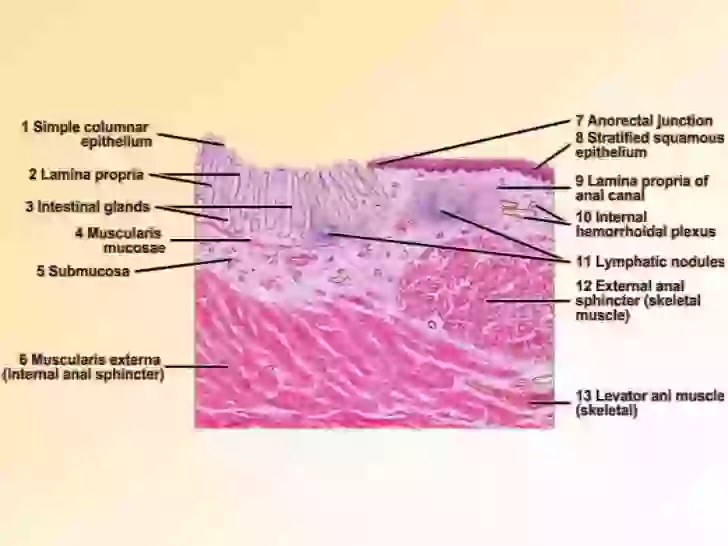 1 Simple columnar
epithelium
2 Lamina propria
3 Intestinal glands
4 Muscularis
mucosae
5 Submucosa
6 Muscularis externa
(internal anal sphincter)
7 Anorectal junction
8 Stratified squamous
epithelium
9 Lamina propria of
anal canal
10 Internal
hemorrhoidal plexus
11 Lymphatic nodules
12 External anal
sphincter (skeletal
muscle)
13 Levator ani muscle
(skeletal)